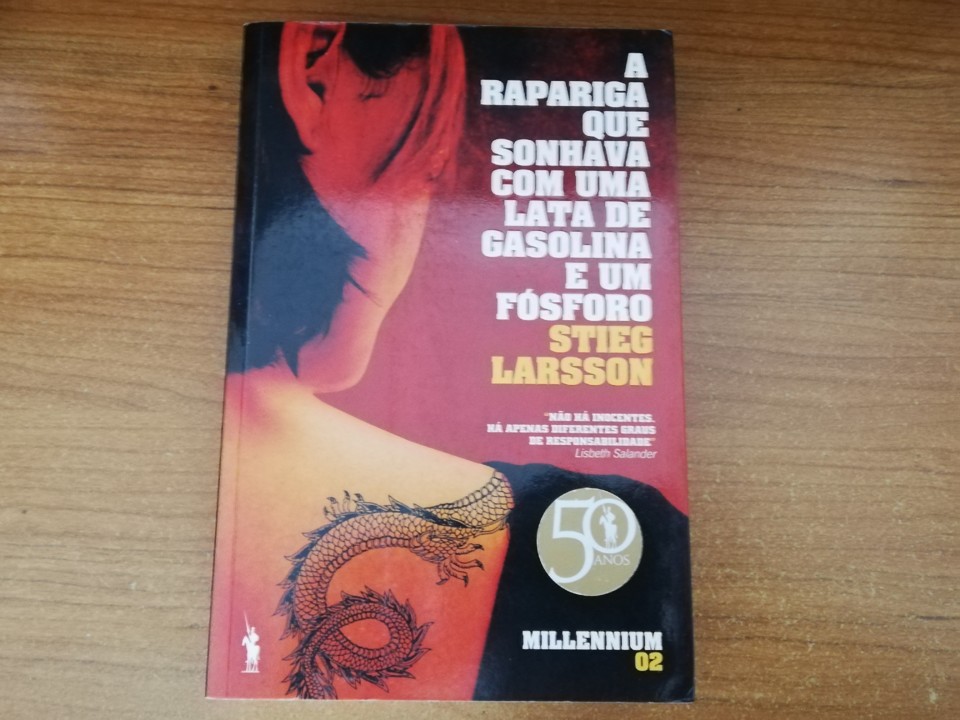 A
RAPARIGA
QUE
SONHAVA
COM UMA
LATA DE
GASOLINA
E UM
FÓSFORO
STIEG
LARSSON
"NÃO HÁ INOCENTES.
HÁ APENAS DIFERENTES GRAUS
DE RESPONSABILIDADE"
Lisbeth Salander
50
ANOS
MILLENNIUM
02